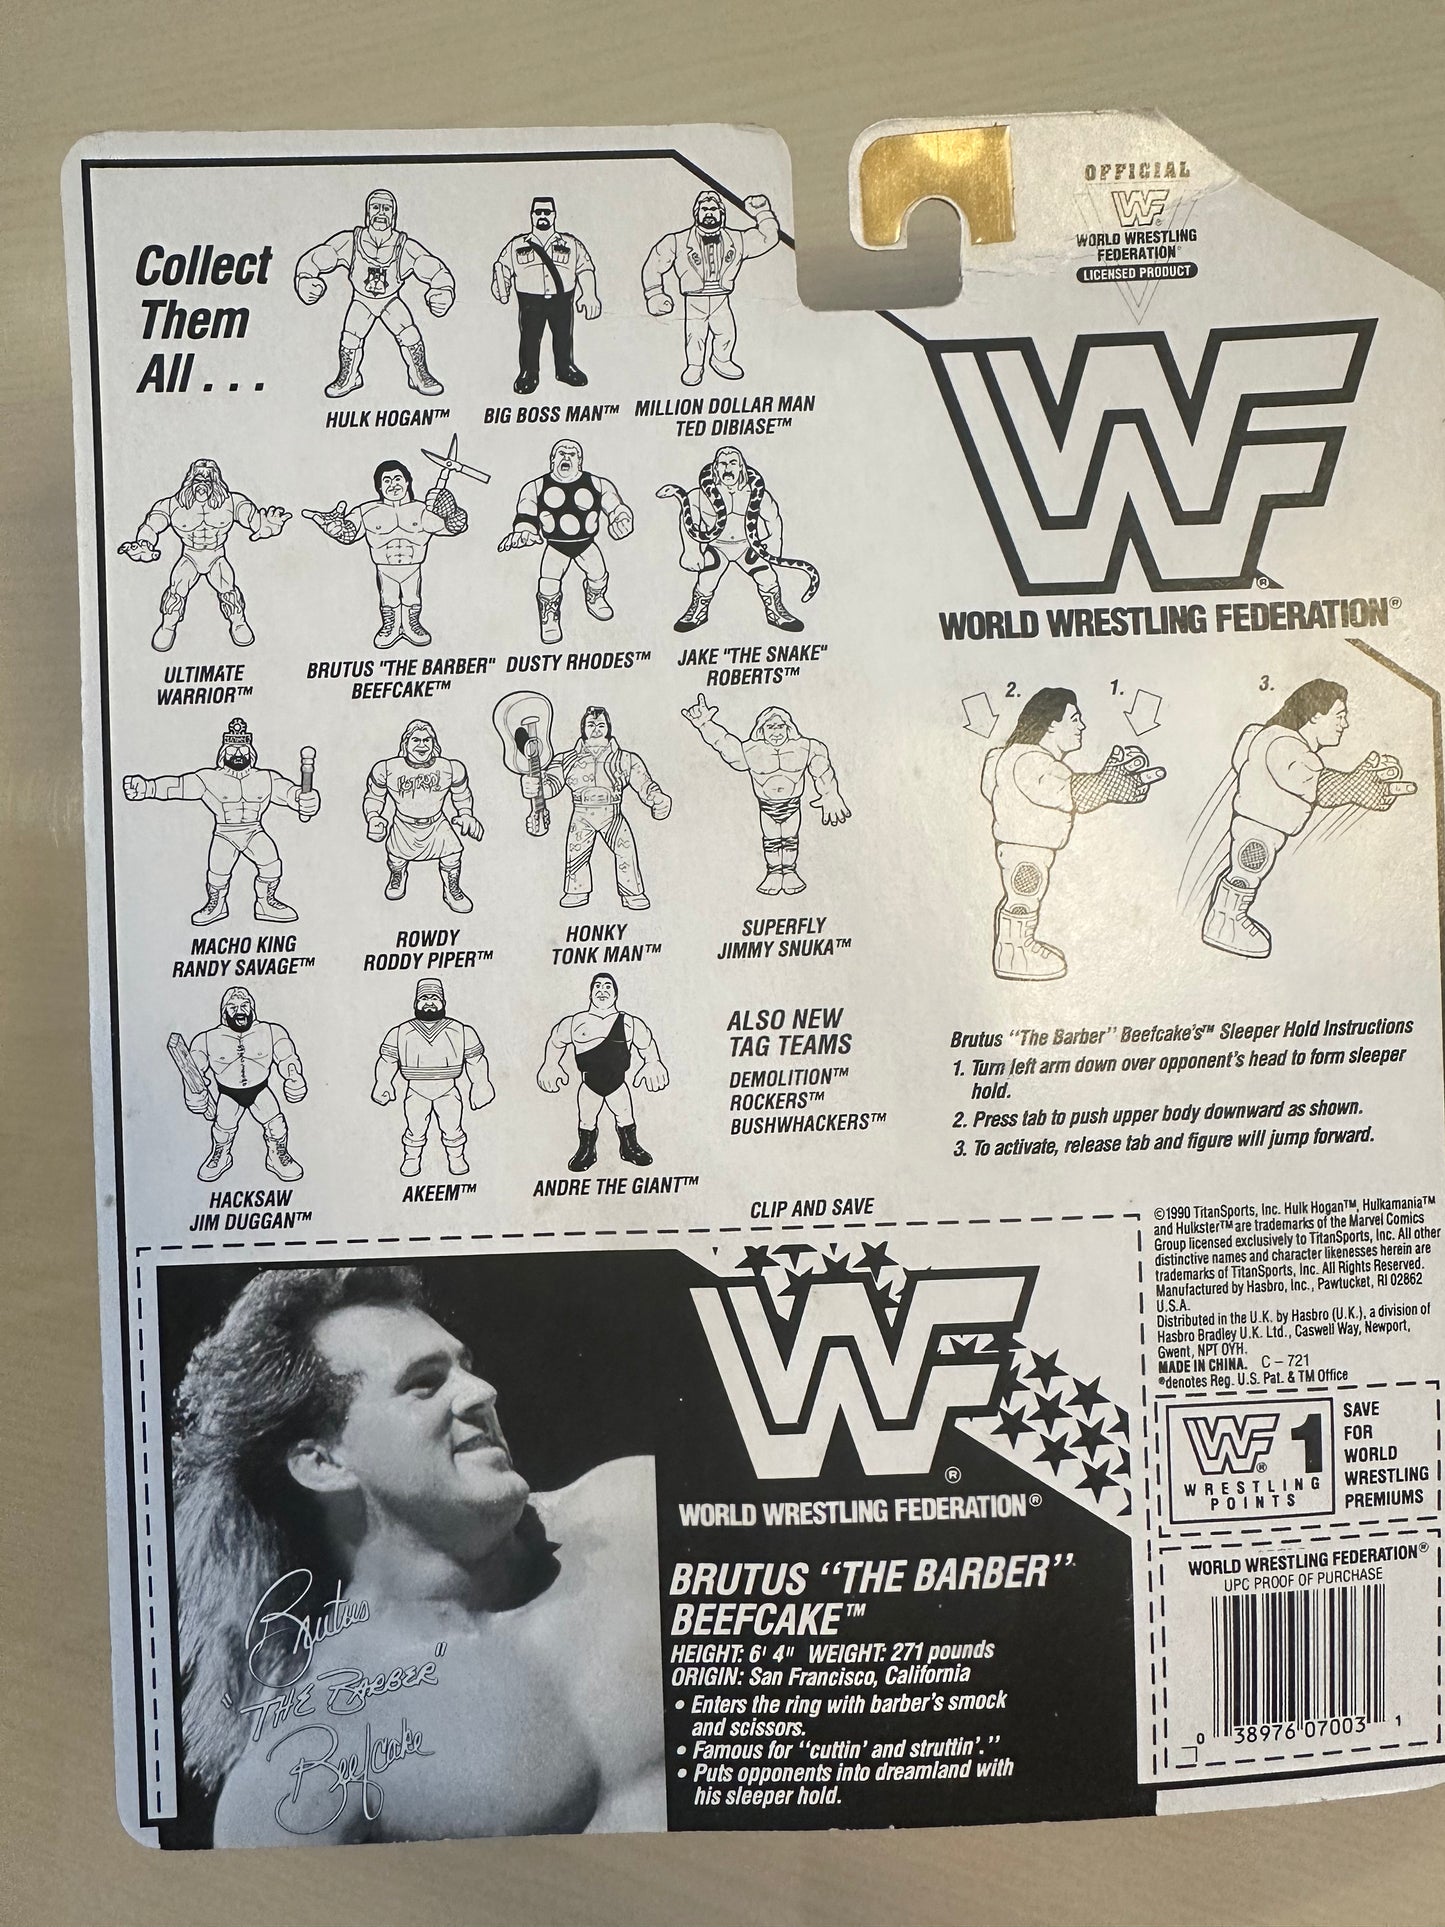 Collect
Them
All . . .
HULK HOGAN™
BIG BOSS MAN™
MILLION DOLLAR MAN
TED DIBIASE™
ULTIMATE
WARRIOR™
BRUTUS "THE BARBER"
BEEFCAKE™
DUSTY RHODES™
JAKE "THE SNAKE"
ROBERTS™
HOT ROD
MACHO KING
RANDY SAVAGE™
ROWDY
RODDY PIPER™
HONKY
TONK MAN™
SUPERFLY
JIMMY SNUKA™
HACKSAW
JIM DUGGAN™
AKEEM™
ANDRE THE GIANT™
ALSO NEW
TAG TEAMS
DEMOLITION™
ROCKERS™
BUSHWHACKERS™
OFFICIAL
WF
WORLD WRESTLING
FEDERATION®
LICENSED PRODUCT
WF®
WORLD WRESTLING FEDERATION®
2.
1.
3.
Brutus "The Barber" Beefcake's™ Sleeper Hold Instructions
1. Turn left arm down over opponent's head to form sleeper
hold.
2. Press tab to push upper body downward as shown.
3. To activate, release tab and figure will jump forward.
CLIP AND SAVE
©1990 TitanSports, Inc. Hulk Hogan™, Hulkamania™
and Hulkster™ are trademarks of the Marvel Comics
Group licensed exclusively to TitanSports, Inc. All other
distinctive names and character likenesses herein are
trademarks of TitanSports, Inc. All Rights Reserved.
Manufactured by Hasbro, Inc., Pawtucket, RI 02862
U.S.A.
Distributed in the U.K. by Hasbro (U.K.), a division of
Hasbro Bradley U.K. Ltd., Caswell Way, Newport,
Gwent, NPT OYH.
MADE IN CHINA. C-721
®denotes Reg. U.S. Pat. & TM Office
Brutus
"THE BARBER"
Beefcake
WF®
WORLD WRESTLING FEDERATION®
BRUTUS "THE BARBER"
BEEFCAKE™
HEIGHT: 6' 4" WEIGHT: 271 pounds
ORIGIN: San Francisco, California
• Enters the ring with barber's smock
and scissors.
• Famous for "cuttin' and struttin'."
• Puts opponents into dreamland with
his sleeper hold.
WF® 1
WRESTLING
POINTS
SAVE
FOR
WORLD
WRESTLING
PREMIUMS
WORLD WRESTLING FEDERATION®
UPC PROOF OF PURCHASE
0 38976 07003 1